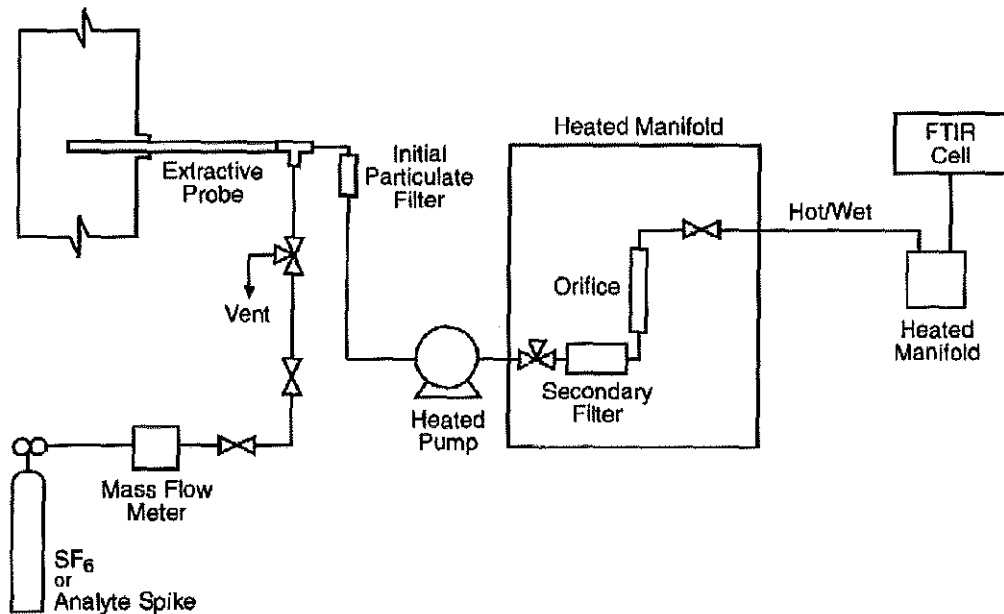 Extractive
Probe
Initial
Particulate
Filter
Heated Manifold
FTIR
Cell
Hot/Wet
Orifice
Vent
Heated
Manifold
Heated
Pump
Secondary
Filter
Mass Flow
Meter
SF6
or
Analyte Spike